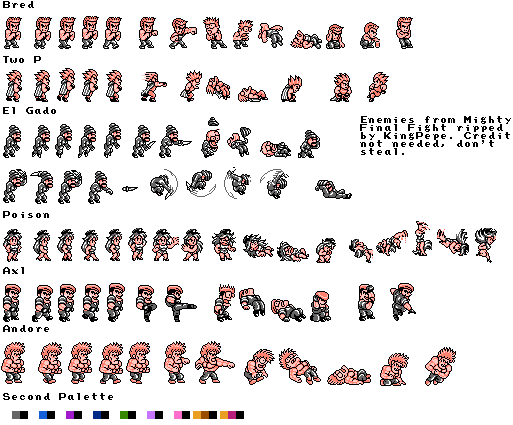 Bred
Two P
El Gado
Enemies from Mighty
Final Fight ripped
by KingPepe. Credit
not needed, don't
steal.
Poison
Axl
Andore
Second Palette